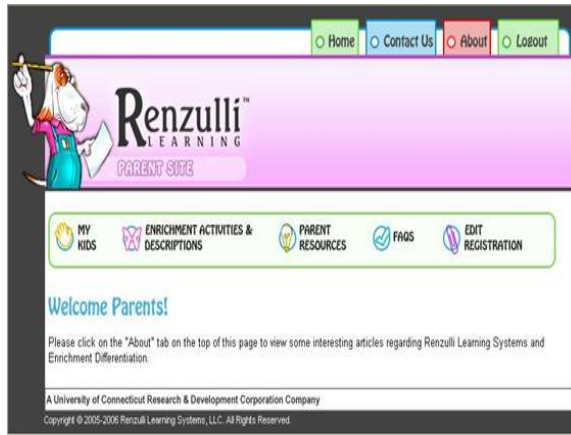 Home Contact Us About Logout
Renzulli™
LEARNING
PARENT SITE
MY KIDS
ENRICHMENT ACTIVITIES & DESCRIPTIONS
PARENT RESOURCES
FAQS
EDIT REGISTRATION
Welcome Parents!
Please click on the "About" tab on the top of this page to view some interesting articles regarding Renzulli Learning Systems and
Enrichment Differentiation.
A University of Connecticut Research & Development Corporation Company
Copyright © 2005-2006 Renzulli Learning Systems, LLC. All Rights Reserved.